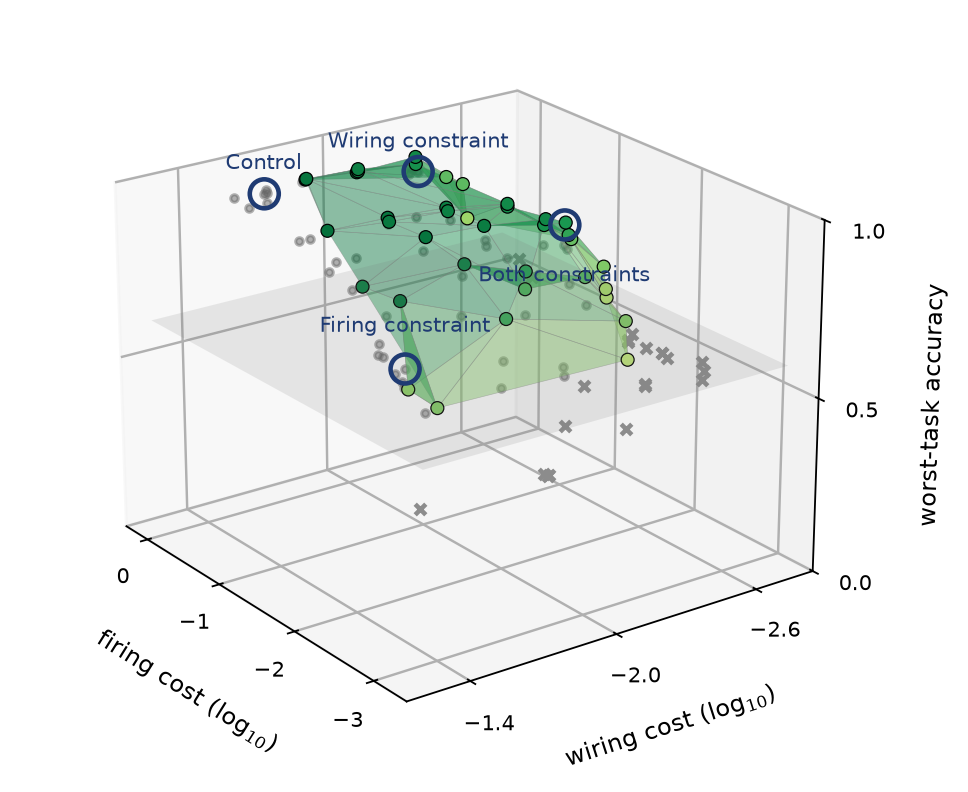 Wiring constraint
Control
Both constraints
Firing constraint
1.0
0.5
0.0
worst-task accuracy
0
−1
−2
−3
firing cost (log₁₀)
−1.4
−2.0
−2.6
wiring cost (log₁₀)